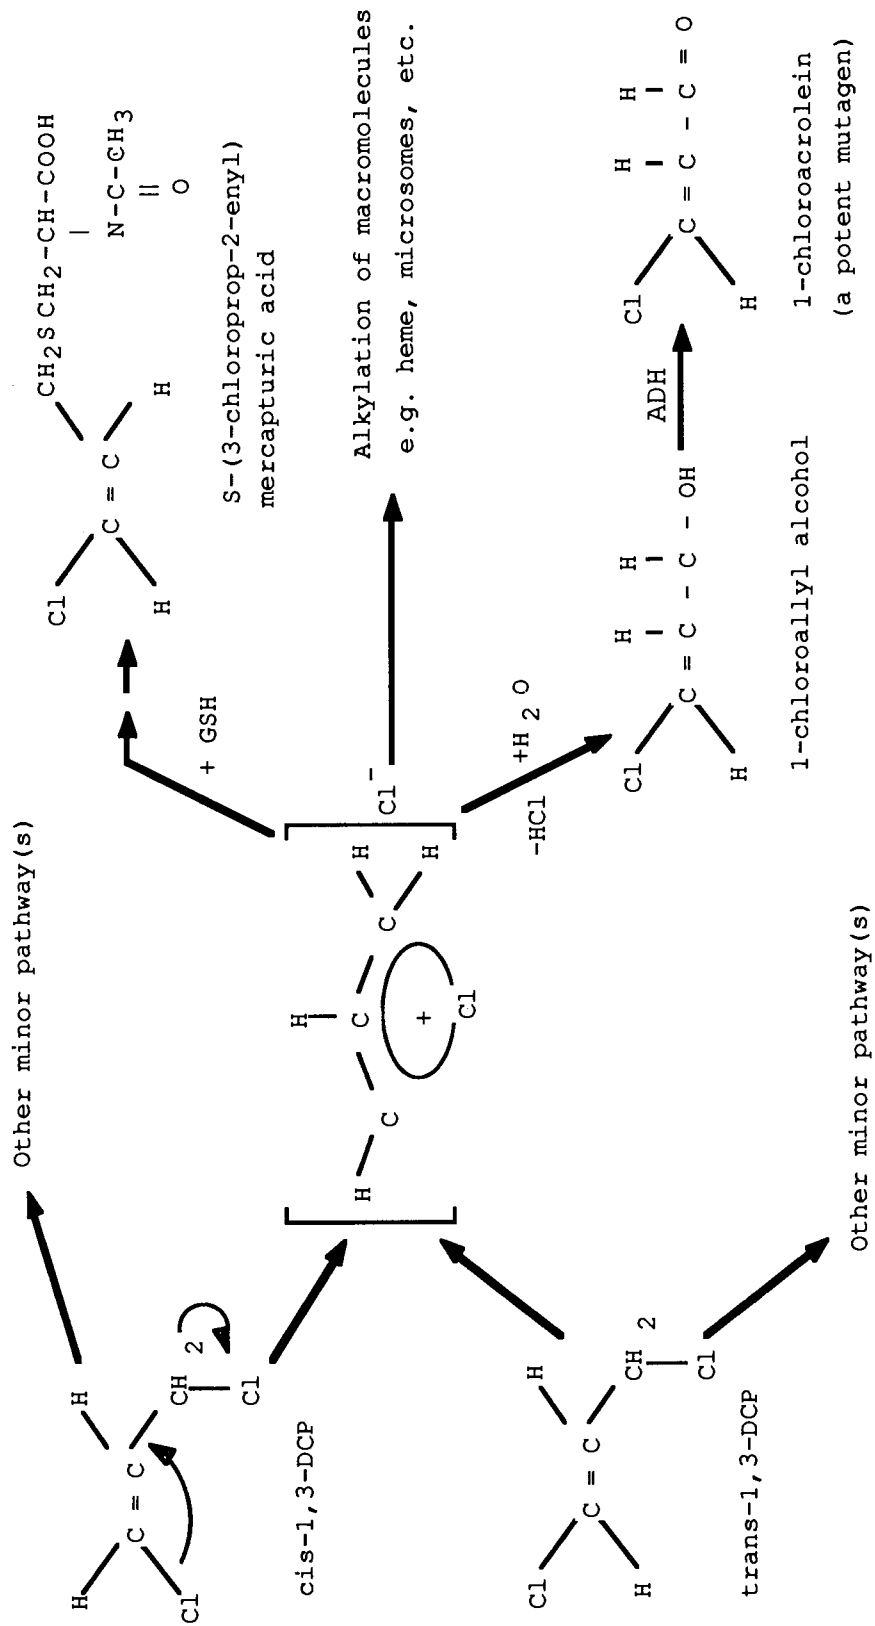 Other minor pathway(s)
H
H
C = C
Cl
CH2
Cl
cis-1,3-DCP
Cl
H
C = C
CH2
H
Cl
trans-1,3-DCP
Other minor pathway(s)
H
H C C C H
H
+
Cl
Cl-
+ GSH
Cl
CH2SCH2-CH-COOH
N-C-CH3
O
C = C
H
H
S-(3-chloroprop-2-enyl)
mercapturic acid
Alkylation of macromolecules
e.g. heme, microsomes, etc.
+H2O
-HCl
Cl
H H
C = C - C - OH
H
1-chloroallyl alcohol
ADH
Cl
H H
C = C - C = O
H
1-chloroacrolein
(a potent mutagen)